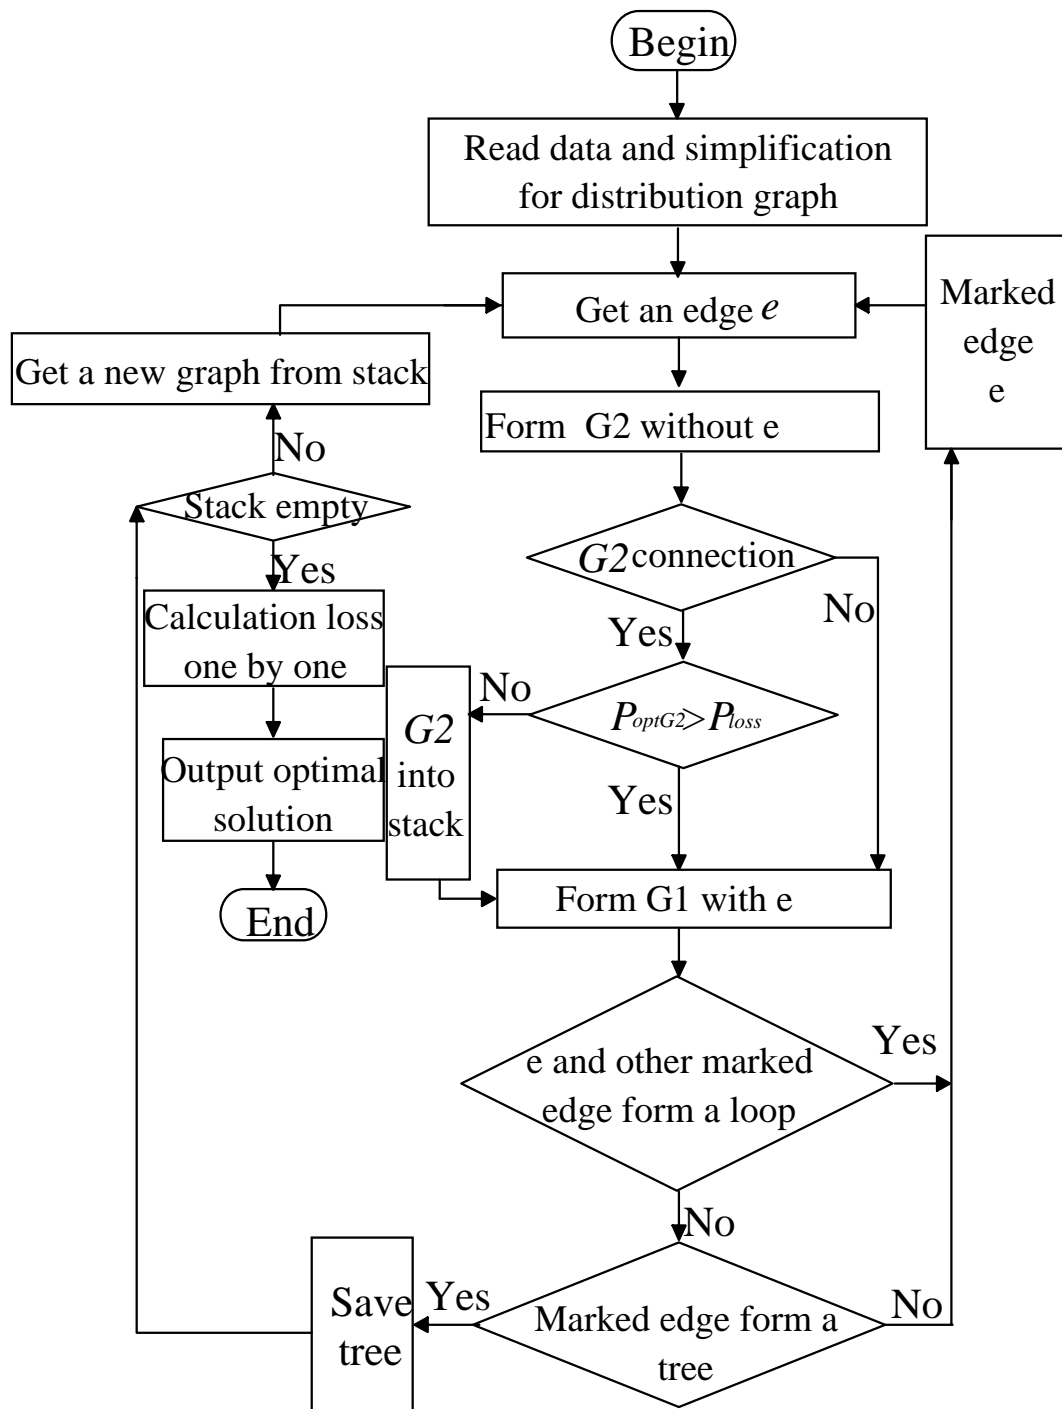 Begin
Read data and simplification
for distribution graph
Get an edge e
Marked
edge
e
Get a new graph from stack
Form G2 without e
No
Stack empty
G2 connection
Yes
No
Calculation loss
one by one
Yes
No
PoptG2>Ploss
G2
into
stack
Output optimal
solution
Yes
Form G1 with e
End
e and other marked
edge form a loop
Yes
No
Save
tree
Yes
Marked edge form a
tree
No